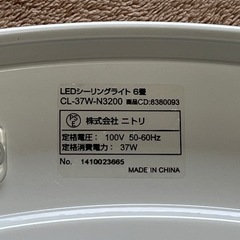 LEDシーリングライト 6畳
CL-37W-N3200 商品CD:8380093
PS E
株式会社 ニトリ
定格電圧: 100V 50-60Hz
定格消費電力: 37W
No. 1410023665
MADE IN CHINA